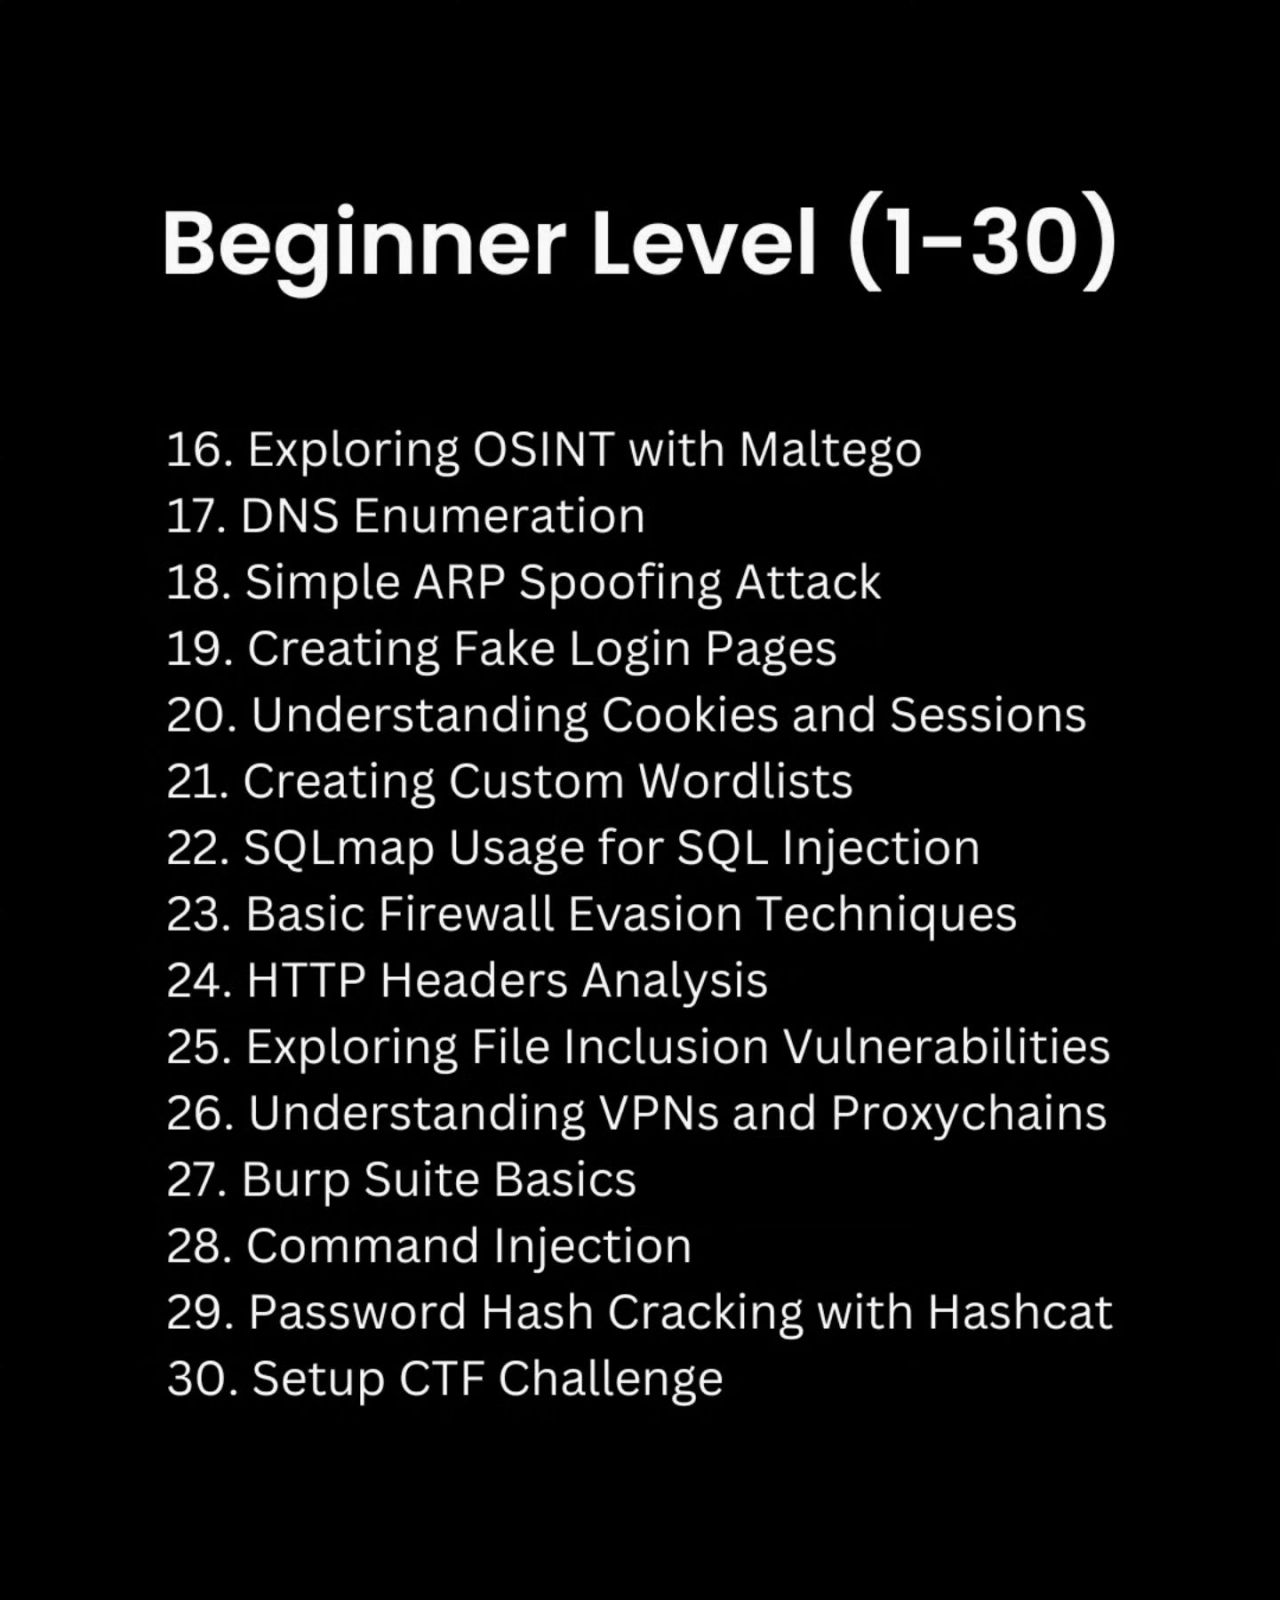 Beginner Level (1-30)
16. Exploring OSINT with Maltego
17. DNS Enumeration
18. Simple ARP Spoofing Attack
19. Creating Fake Login Pages
20. Understanding Cookies and Sessions
21. Creating Custom Wordlists
22. SQLmap Usage for SQL Injection
23. Basic Firewall Evasion Techniques
24. HTTP Headers Analysis
25. Exploring File Inclusion Vulnerabilities
26. Understanding VPNs and Proxychains
27. Burp Suite Basics
28. Command Injection
29. Password Hash Cracking with Hashcat
30. Setup CTF Challenge